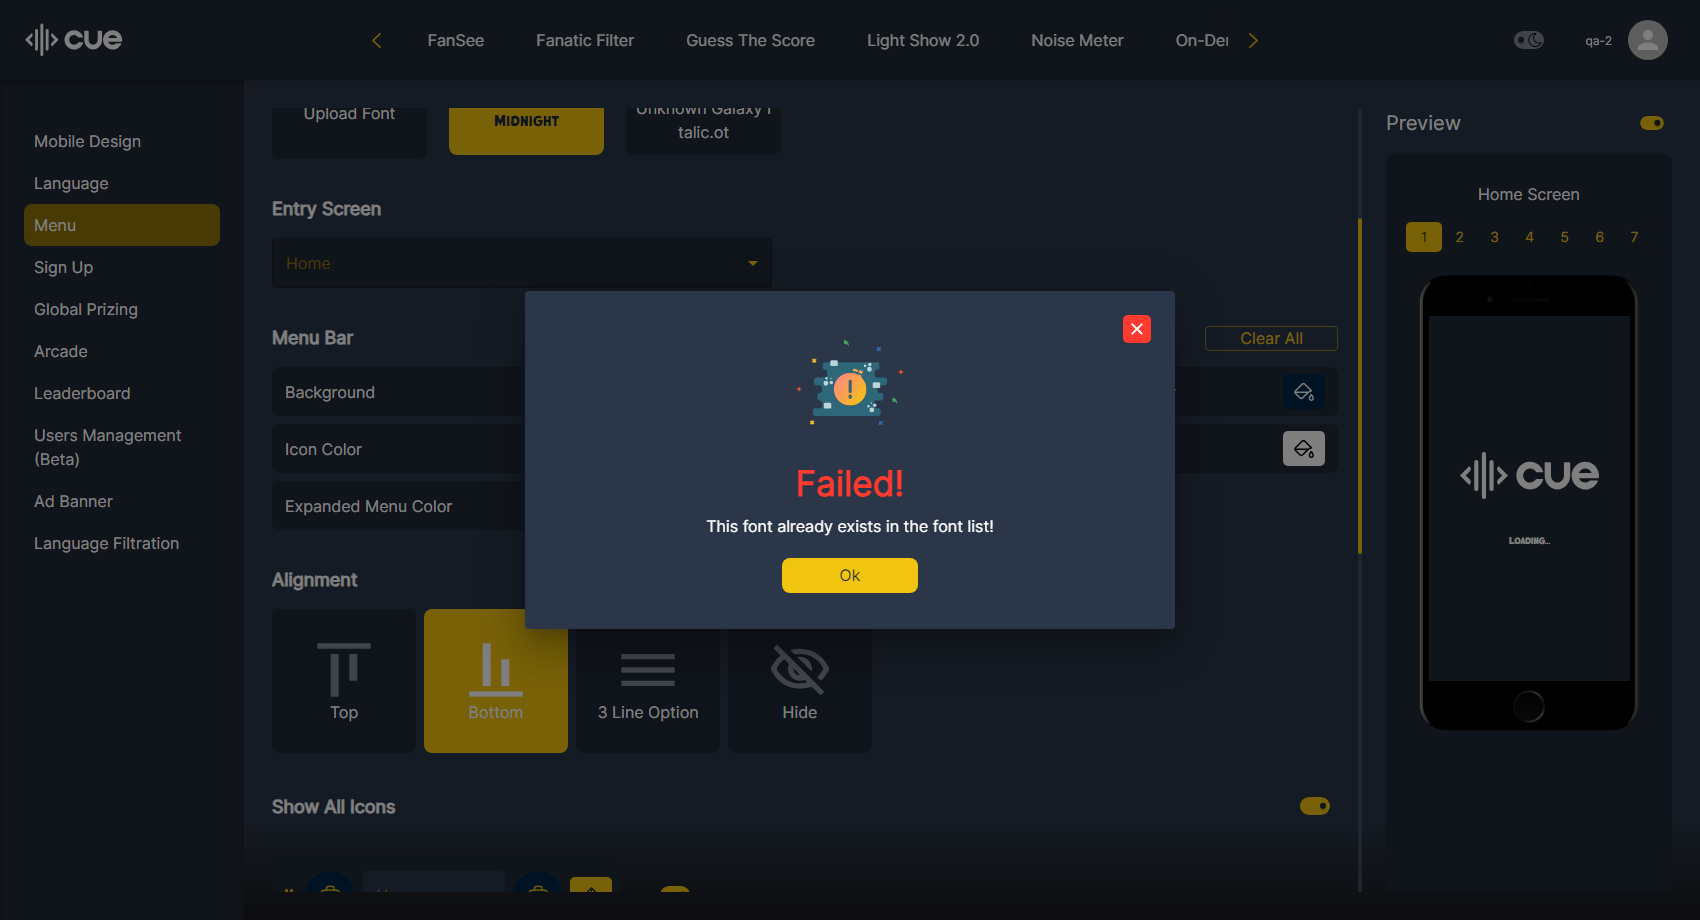 cue
FanSee
Fanatic Filter
Guess The Score
Light Show 2.0
Noise Meter
On-De
qa-2
Mobile Design
Language
Menu
Sign Up
Global Prizing
Arcade
Leaderboard
Users Management
(Beta)
Ad Banner
Language Filtration
Upload Font
MIDNIGHT
Unknown Galaxy I
talic.ot
Entry Screen
Home
Menu Bar
Clear All
Background
Icon Color
Expanded Menu Color
Failed!
This font already exists in the font list!
Ok
Alignment
Top
Bottom
3 Line Option
Hide
Show All Icons
Preview
Home Screen
1 2 3 4 5 6 7
cue
LOADING...